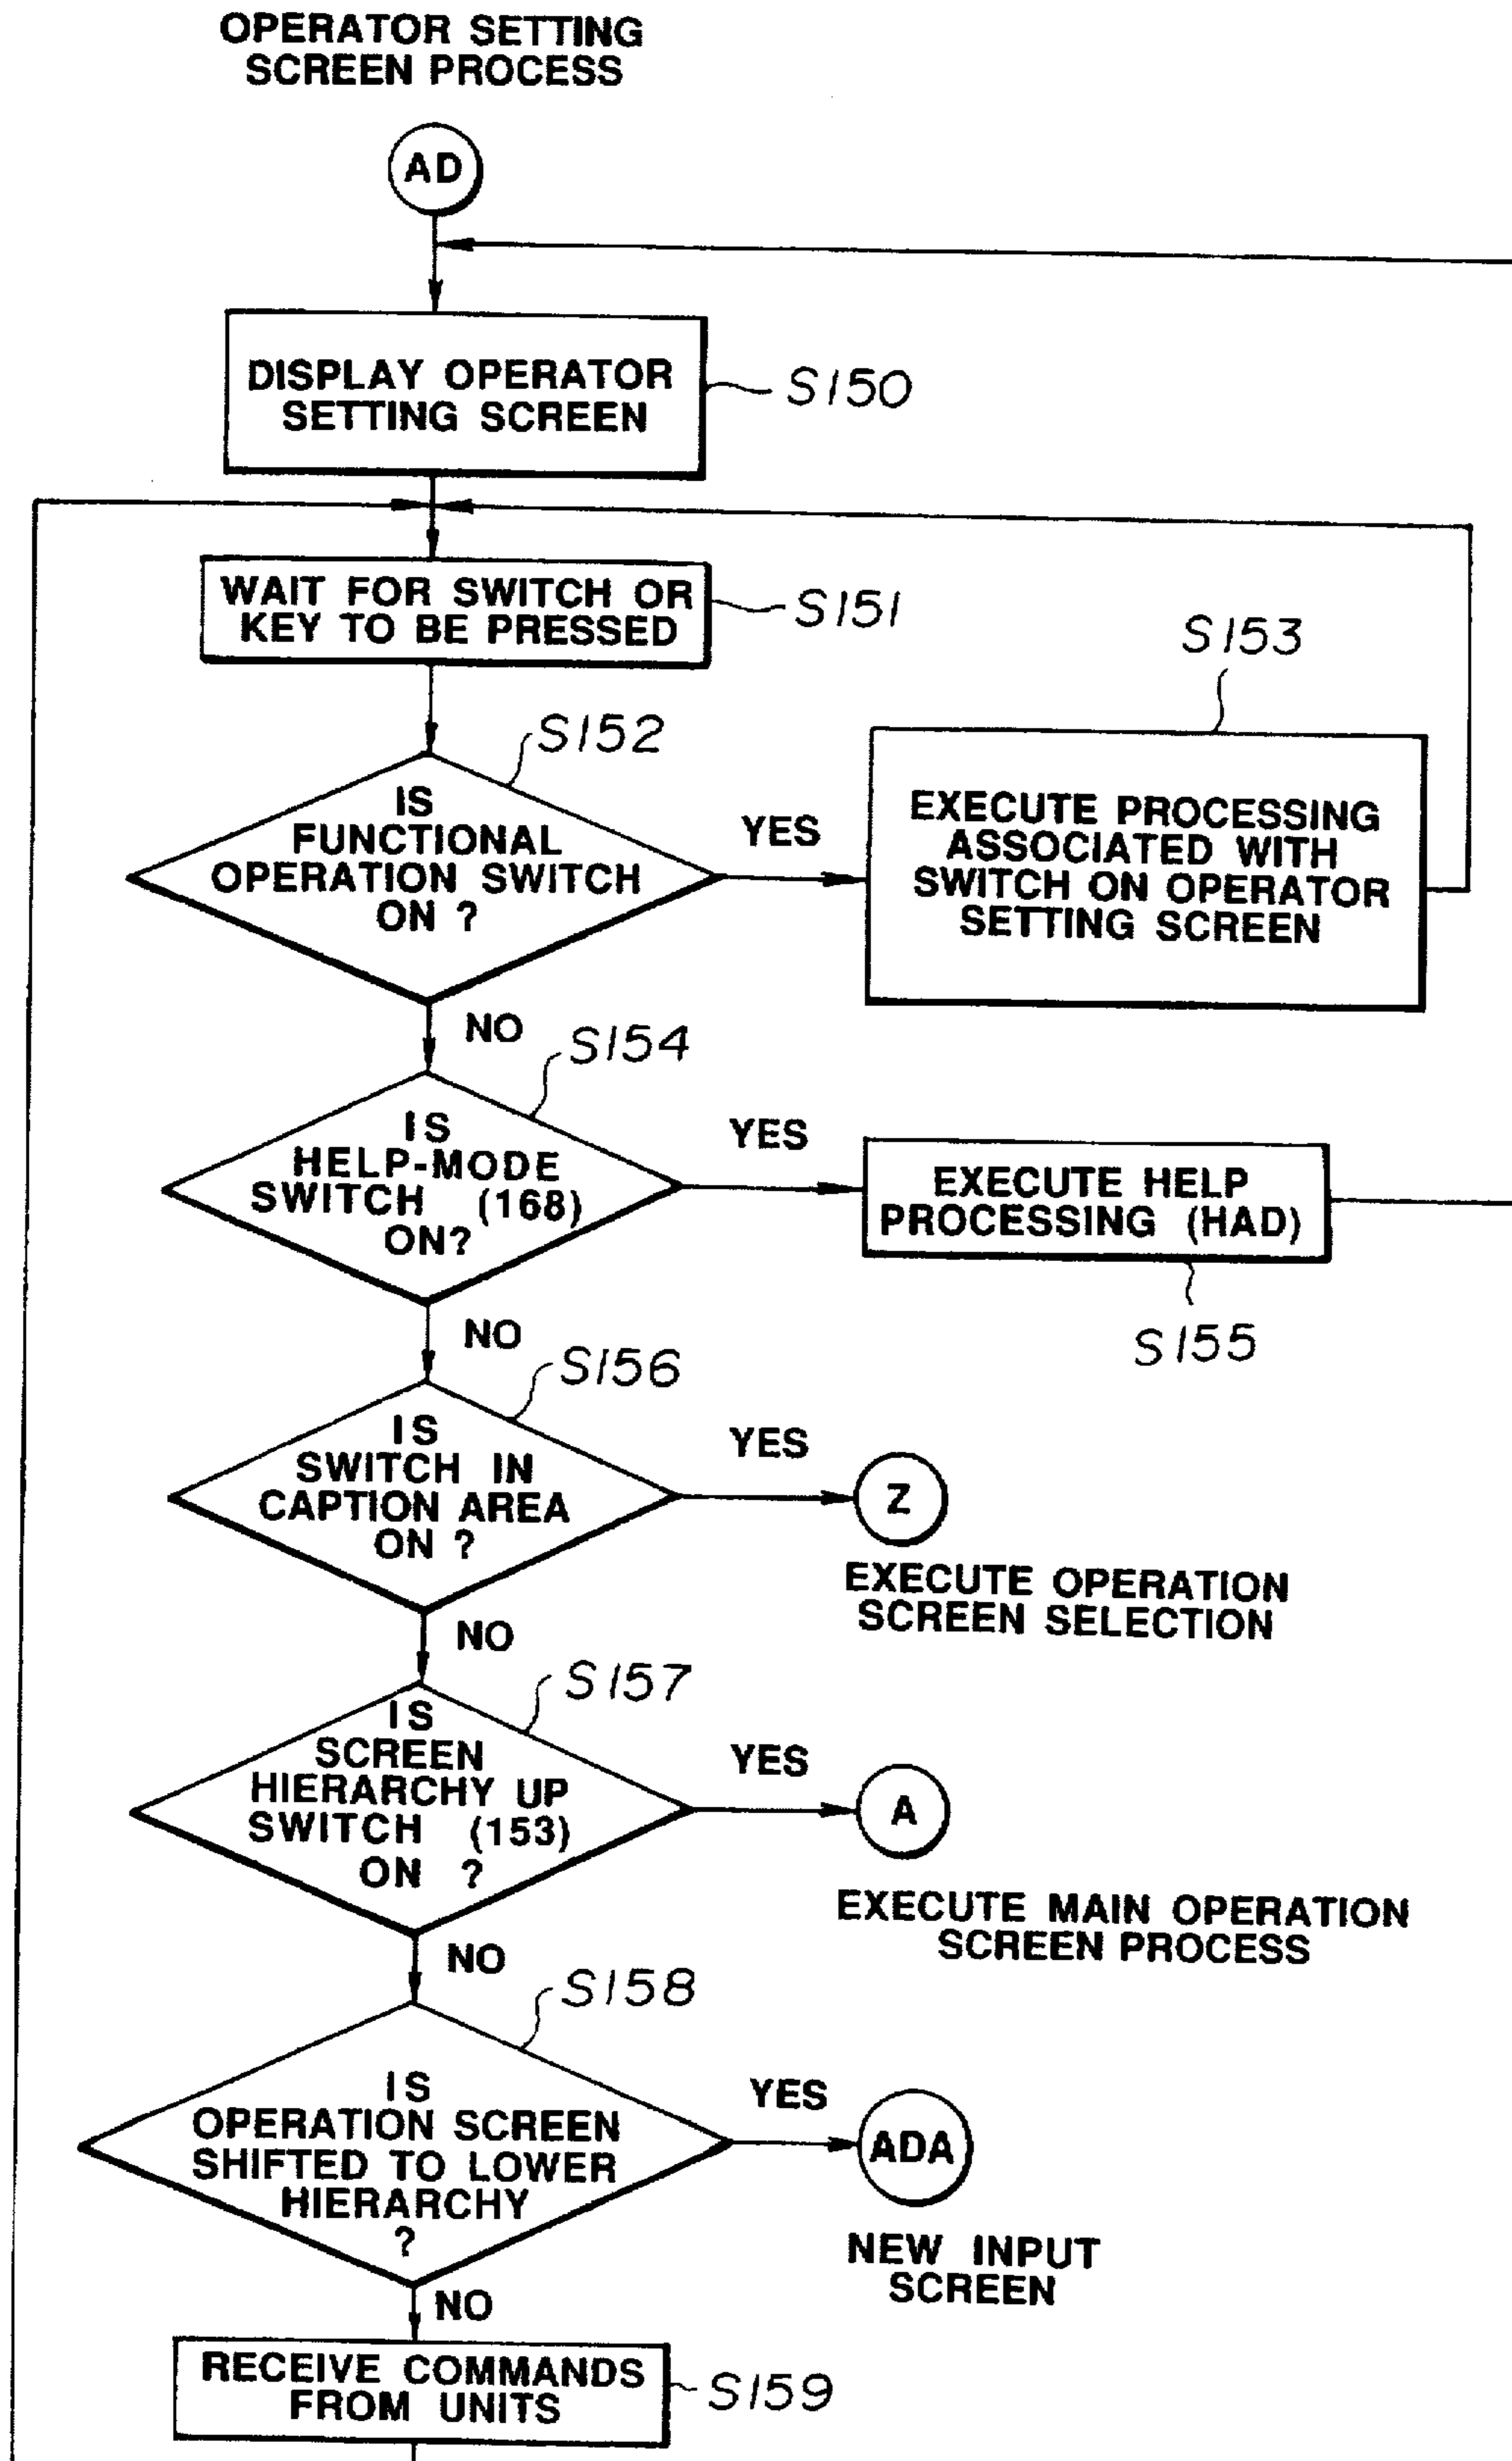 OPERATOR SETTING
SCREEN PROCESS
AD
DISPLAY OPERATOR
SETTING SCREEN
S150
WAIT FOR SWITCH OR
KEY TO BE PRESSED
S151
S152
IS
FUNCTIONAL
OPERATION SWITCH
ON ?
YES
S153
EXECUTE PROCESSING
ASSOCIATED WITH
SWITCH ON OPERATOR
SETTING SCREEN
NO
S154
IS
HELP-MODE
SWITCH (168)
ON?
YES
EXECUTE HELP
PROCESSING (HAD)
S155
NO
S156
IS
SWITCH IN
CAPTION AREA
ON ?
YES
Z
EXECUTE OPERATION
SCREEN SELECTION
NO
S157
IS
SCREEN
HIERARCHY UP
SWITCH (153)
ON ?
YES
A
EXECUTE MAIN OPERATION
SCREEN PROCESS
NO
S158
IS
OPERATION SCREEN
SHIFTED TO LOWER
HIERARCHY
?
YES
ADA
NEW INPUT
SCREEN
NO
RECEIVE COMMANDS
FROM UNITS
S159